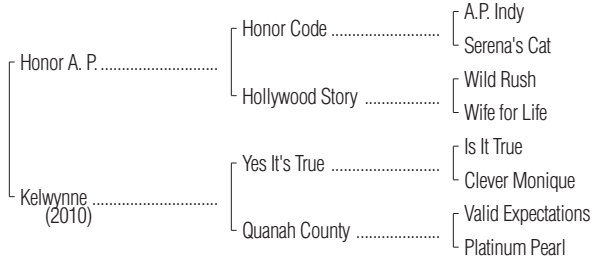 A.P. Indy
Honor Code ..............................
Serena's Cat
Honor A. P. ............................
Wild Rush
Hollywood Story ....................
Wife for Life
Is It True
Yes It's True .............................
Clever Monique
Kelwynne .................................
(2010)
Valid Expectations
Quanah County ......................
Platinum Pearl